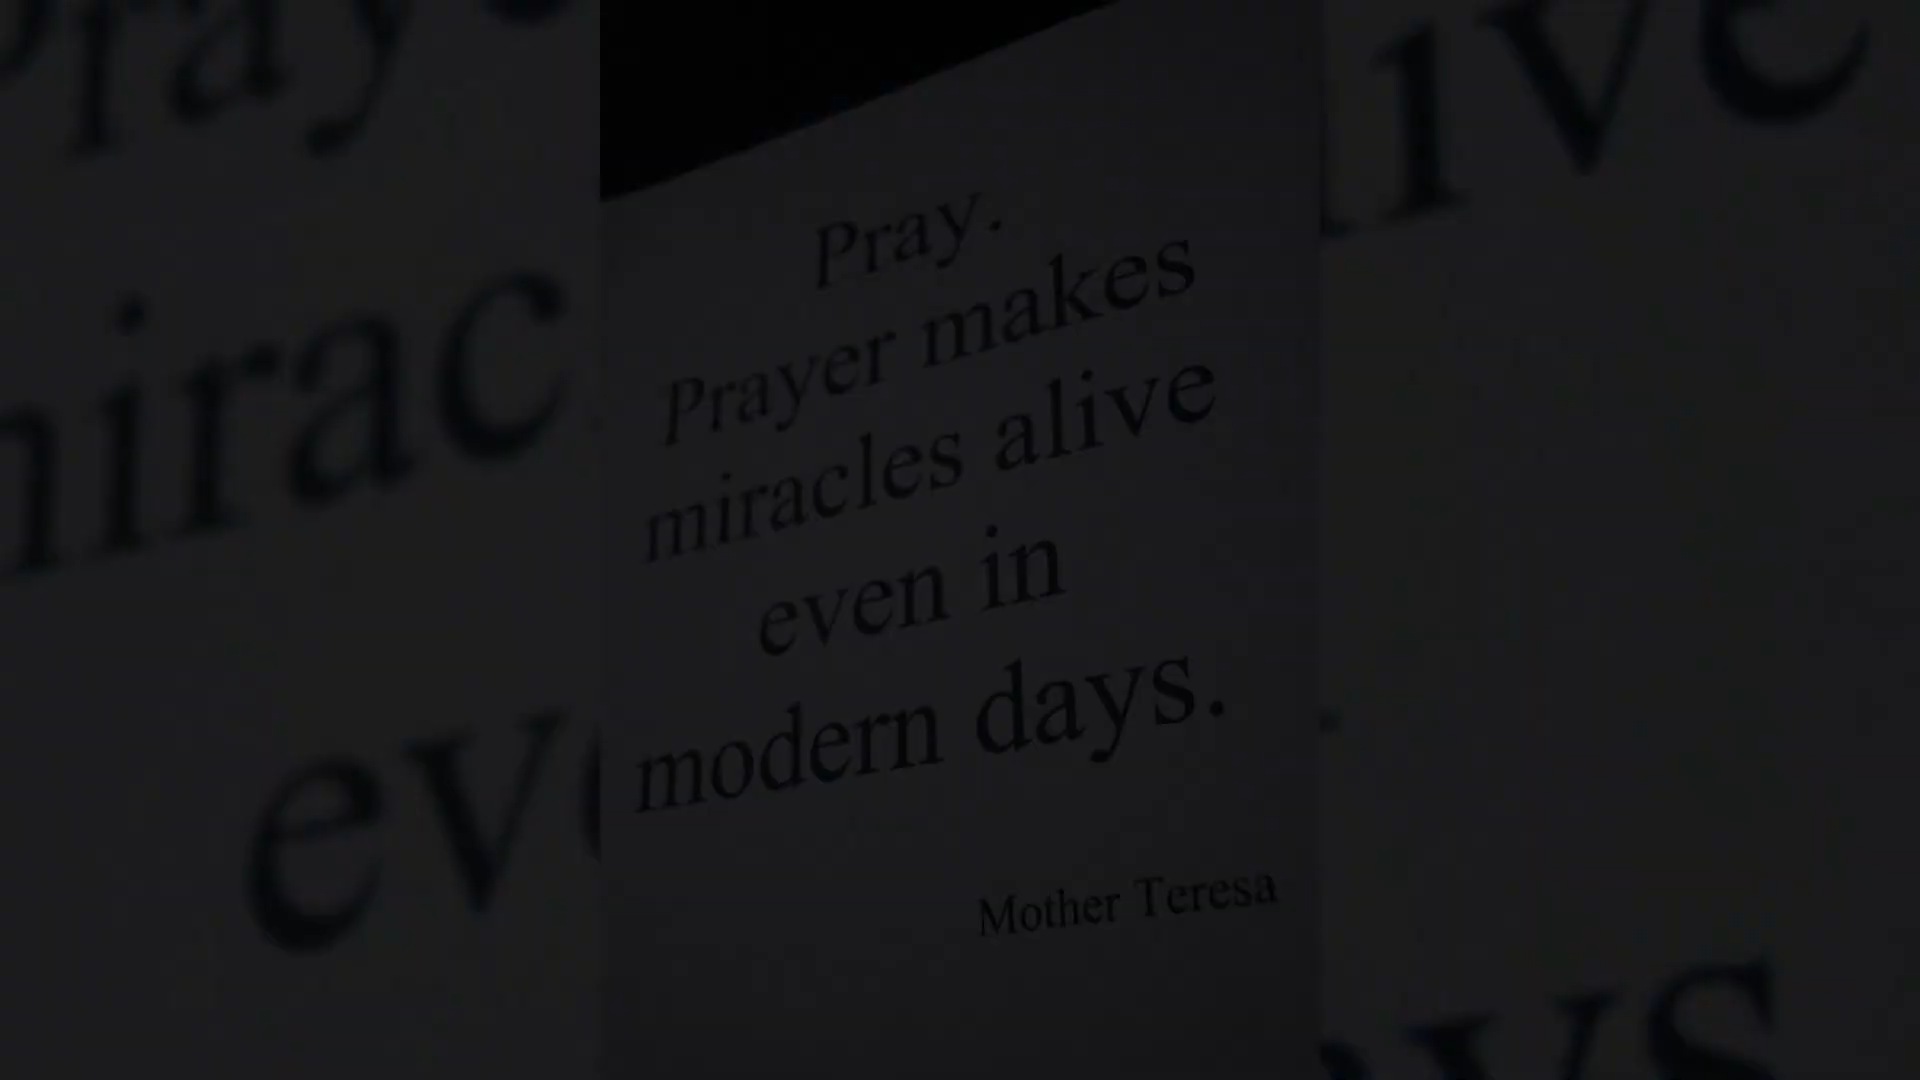 Pray.
Prayer makes
miracles alive
even in
modern days.
Mother Teresa